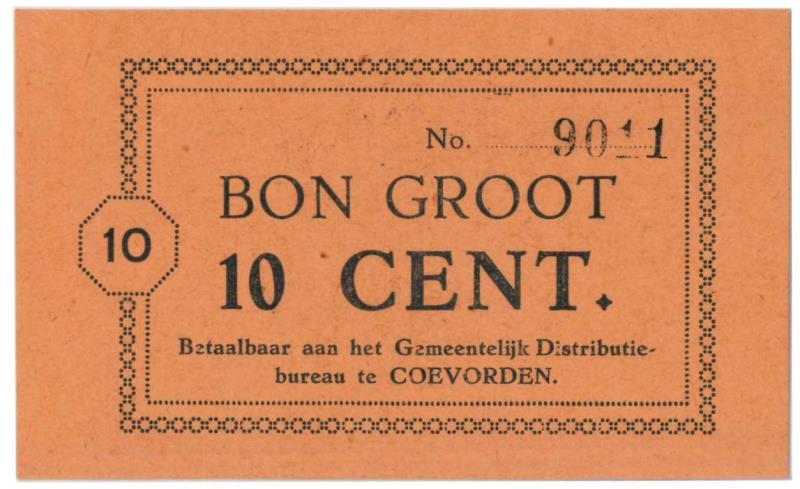 No. 9011
BON GROOT
10
10 CENT.
Betaalbaar aan het Gemeentelijk Distributie-
bureau te COEVORDEN.